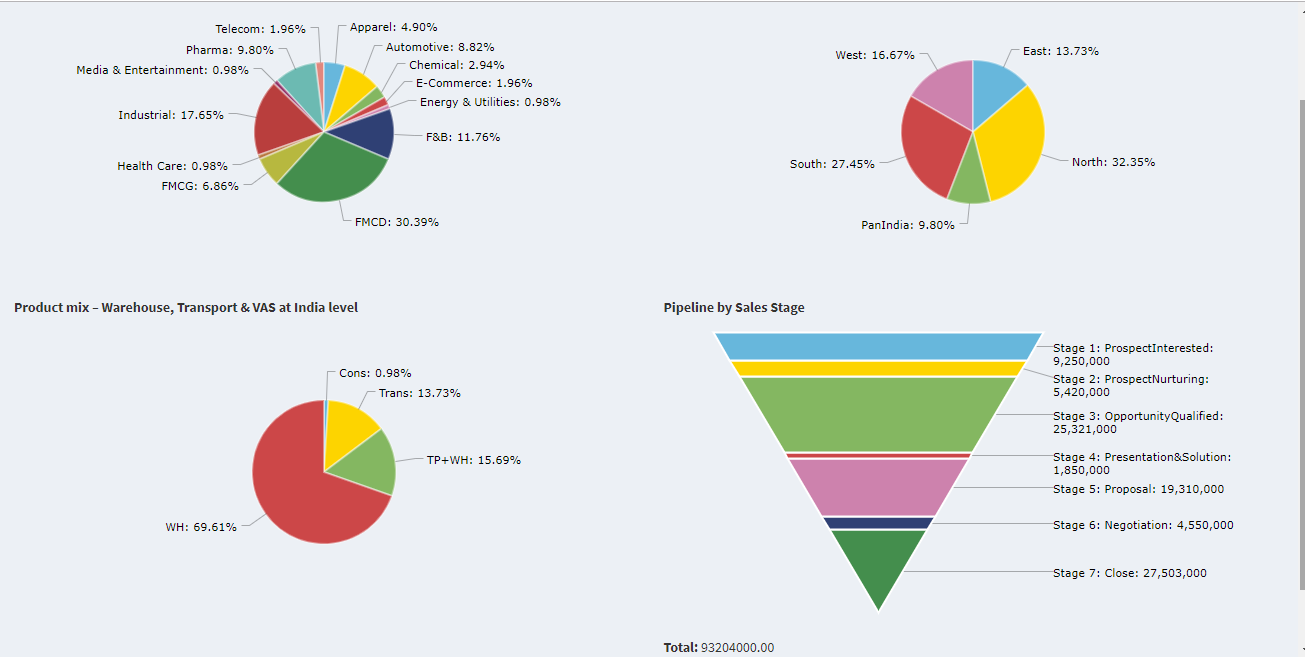 Telecom: 1.96%
Apparel: 4.90%
Pharma: 9.80%
Automotive: 8.82%
Media & Entertainment: 0.98%
Chemical: 2.94%
E-Commerce: 1.96%
Energy & Utilities: 0.98%
Industrial: 17.65%
F&B: 11.76%
Health Care: 0.98%
FMCG: 6.86%
FMCD: 30.39%
West: 16.67%
East: 13.73%
South: 27.45%
North: 32.35%
PanIndia: 9.80%
Product mix – Warehouse, Transport & VAS at India level
Cons: 0.98%
Trans: 13.73%
TP+WH: 15.69%
WH: 69.61%
Pipeline by Sales Stage
Stage 1: ProspectInterested:
9,250,000
Stage 2: ProspectNurturing:
5,420,000
Stage 3: OpportunityQualified:
25,321,000
Stage 4: Presentation&Solution:
1,850,000
Stage 5: Proposal: 19,310,000
Stage 6: Negotiation: 4,550,000
Stage 7: Close: 27,503,000
Total: 93204000.00